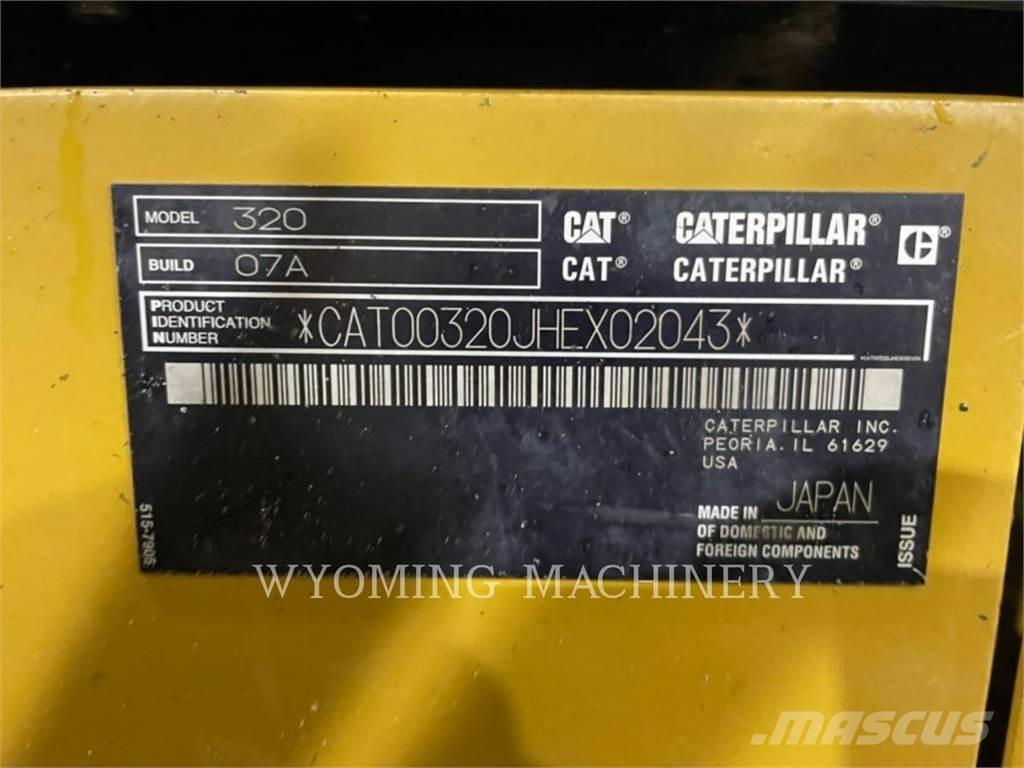 MODEL 320
BUILD 07A
CAT® CATERPILLAR® C®
CAT® CATERPILLAR®
PRODUCT
IDENTIFICATION
NUMBER
*CAT00320JHEX02043*
CATERPILLAR INC.
PEORIA, IL 61629
USA
MADE IN JAPAN
OF DOMESTIC AND
FOREIGN COMPONENTS
ISSUE
515-7905
WYOMING MACHINERY
MASCUS